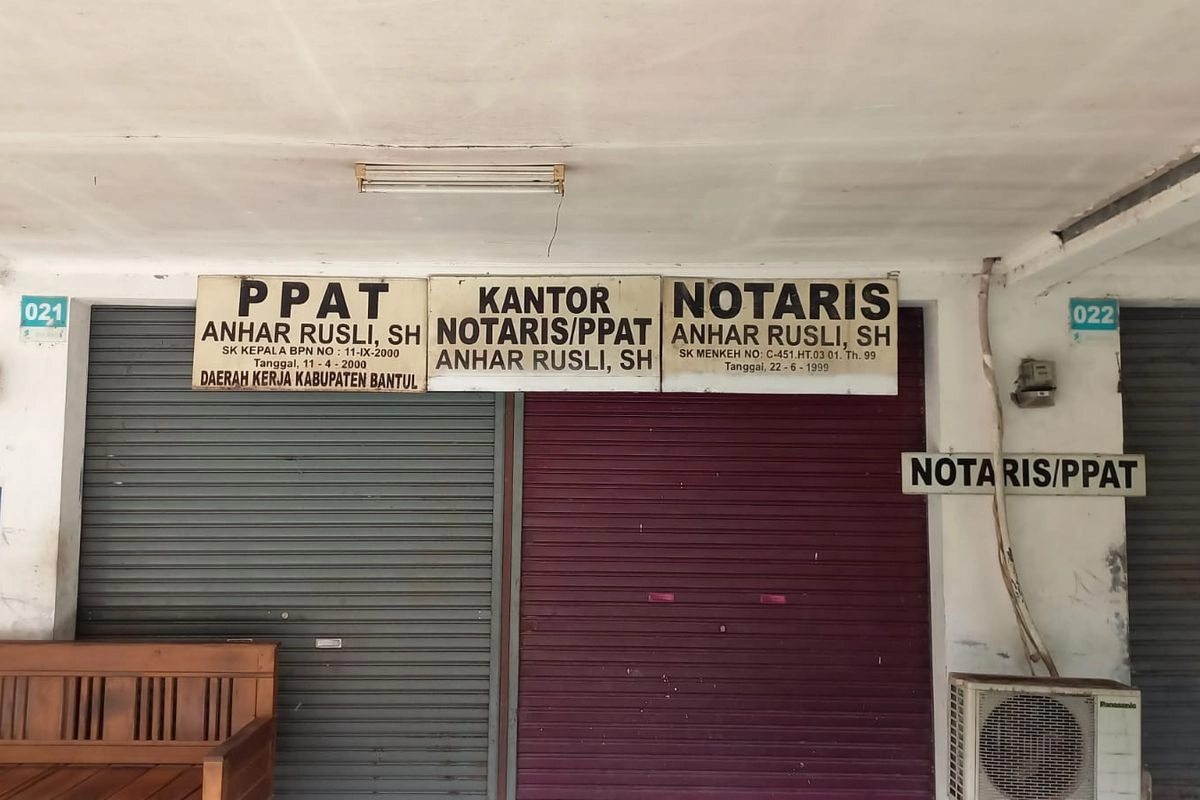 021
PPAT
ANHAR RUSLI, SH
SK KEPALA BPN NO : 11-IX-2000
Tanggal, 11 - 4 - 2000
DAERAH KERJA KABUPATEN BANTUL
KANTOR
NOTARIS/PPAT
ANHAR RUSLI, SH
NOTARIS
ANHAR RUSLI, SH
SK MENKEH NO: C-451.HT.03 01. Th. 99
Tanggal, 22 - 6 - 1999
022
NOTARIS/PPAT
Panasonic